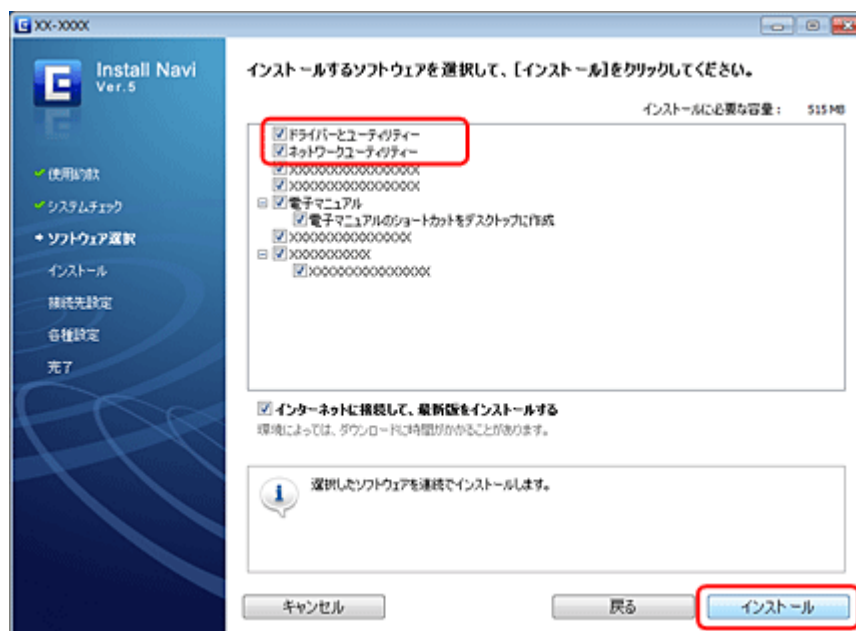 XX-XXXX
Install Navi
Ver.5
使用約款
システムチェック
ソフトウェア選択
インストール
接続先設定
各種設定
完了
インストールするソフトウェアを選択して、[インストール]をクリックしてください。
インストールに必要な容量： 515 MB
ドライバーとユーティリティー
ネットワークユーティリティー
XXXXXXXXXXXXXXXXX
XXXXXXXXXXXXXXXXX
電子マニュアル
電子マニュアルのショートカットをデスクトップに作成
XXXXXXXXXXXXXXXX
XXXXXXXXXXX
XXXXXXXXXXXXXXXX
インターネットに接続して、最新版をインストールする
環境によっては、ダウンロードに時間がかかることがあります。
選択したソフトウェアを連続でインストールします。
キャンセル
戻る
インストール